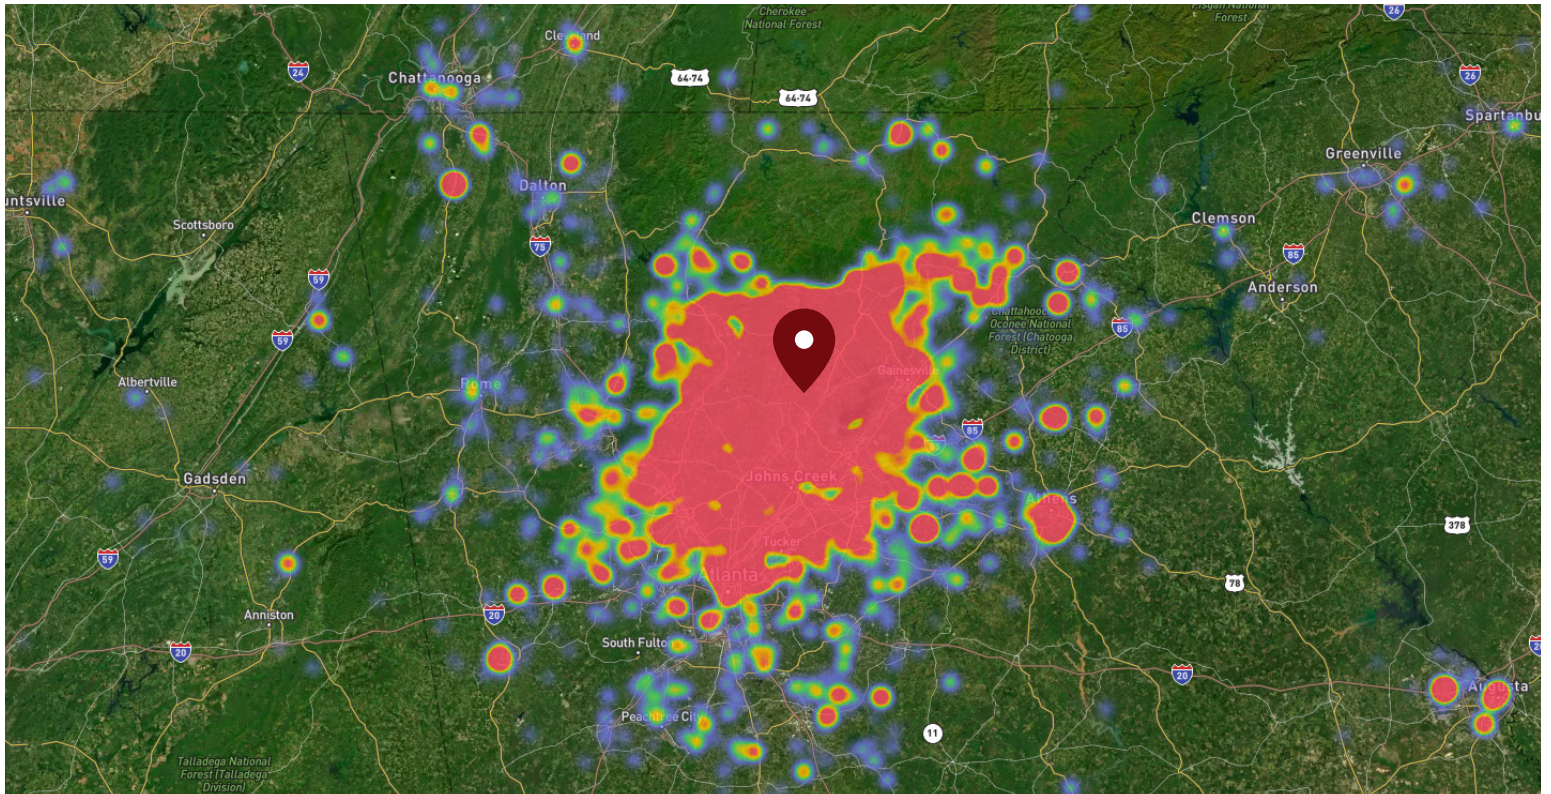 Cherokee
National Forest
Pisgah National
Forest
26
Cleveland
24
Chattanooga
64-74
26
64-74
Spartanbu
Greenville
Dalton
untsville
Scottsboro
Clemson
75
85
59
Anderson
Chattahooc
Oconee National
Forest (Chatooga
District)
85
59
Gainesville
Albertville
Rome
85
Gadsden
Johns Creek
Athens
378
Tucker
59
Atlanta
78
20
Anniston
20
South Fulto
20
20
Augusta
Peachtree City
11
Talladega National
Forest (Talladega
Division)